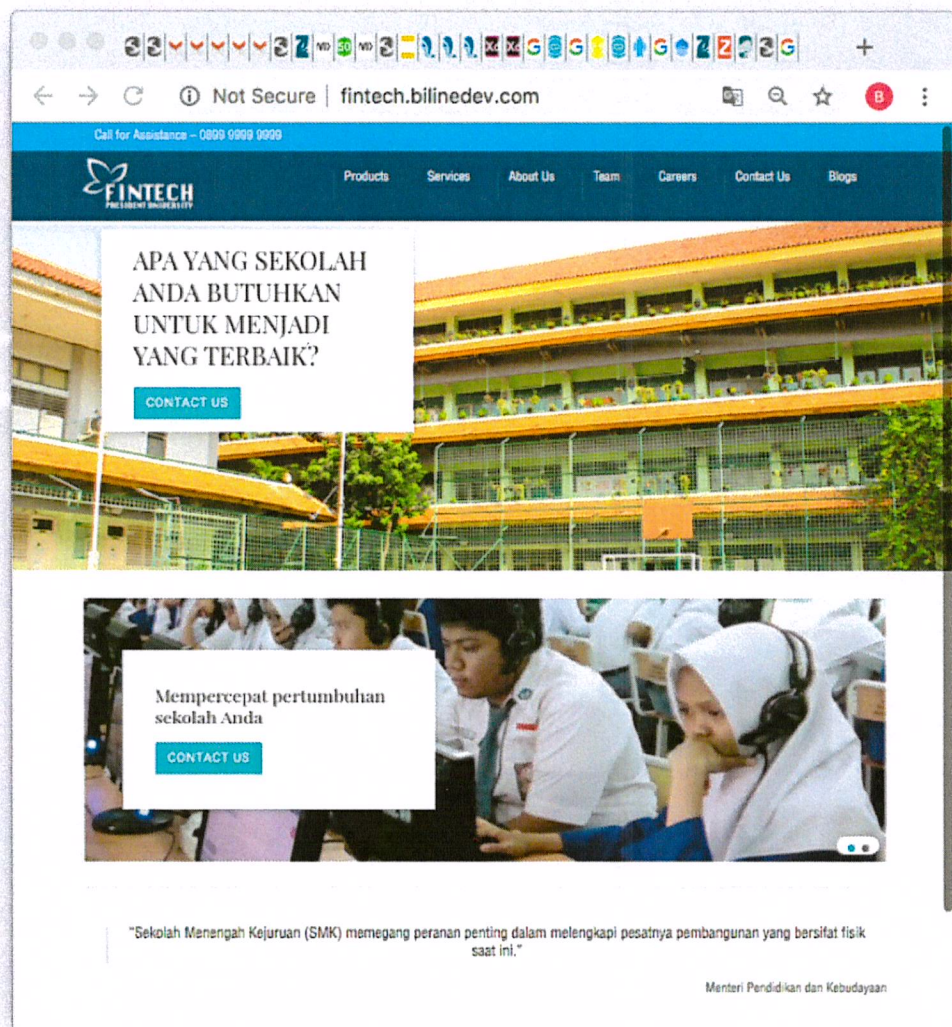 Not Secure | fintech.bilinedev.com
B
Call for Assistance – 0899 9999 9999
FINTECH
PRESIDENT UNIVERSITY
Products Services About Us Team Careers Contact Us Blogs
APA YANG SEKOLAH
ANDA BUTUHKAN
UNTUK MENJADI
YANG TERBAIK?
CONTACT US
Mempercepat pertumbuhan
sekolah Anda
CONTACT US
"Sekolah Menengah Kejuruan (SMK) memegang peranan penting dalam melengkapi pesatnya pembangunan yang bersifat fisik
saat ini."
Menteri Pendidikan dan Kebudayaan